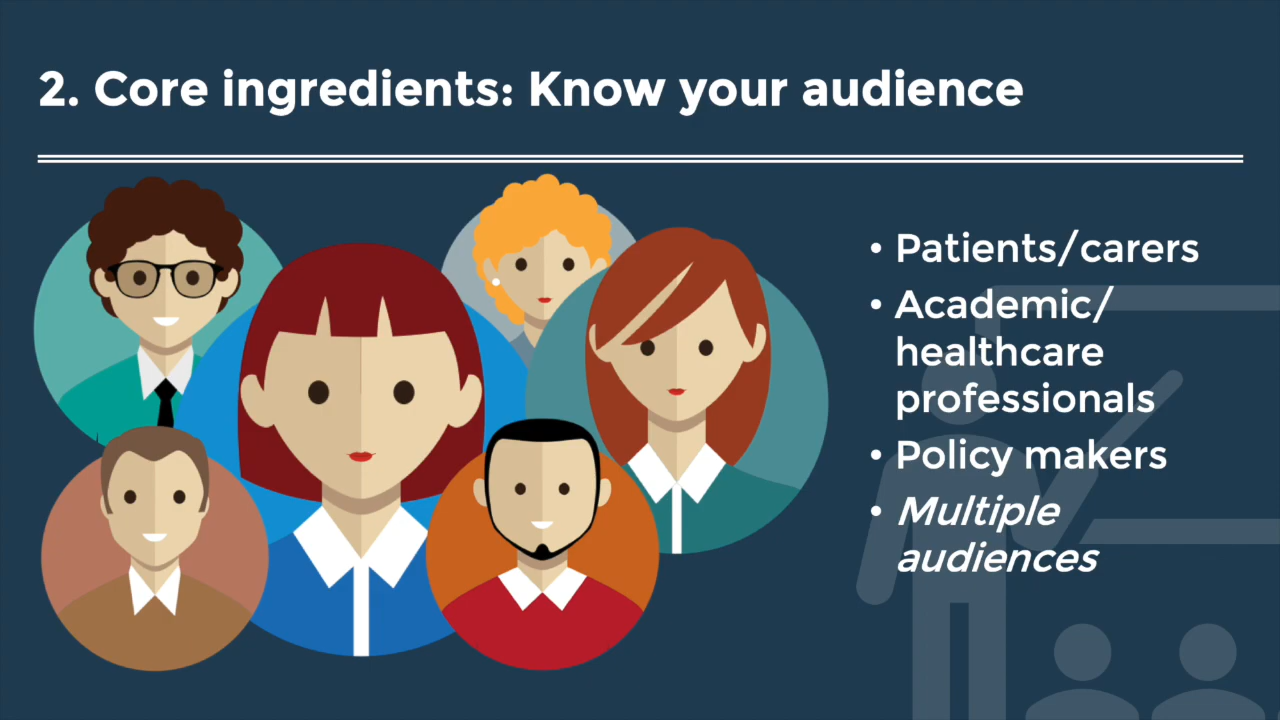 2. Core ingredients: Know your audience
• Patients/carers
• Academic/
healthcare
professionals
• Policy makers
• Multiple
audiences